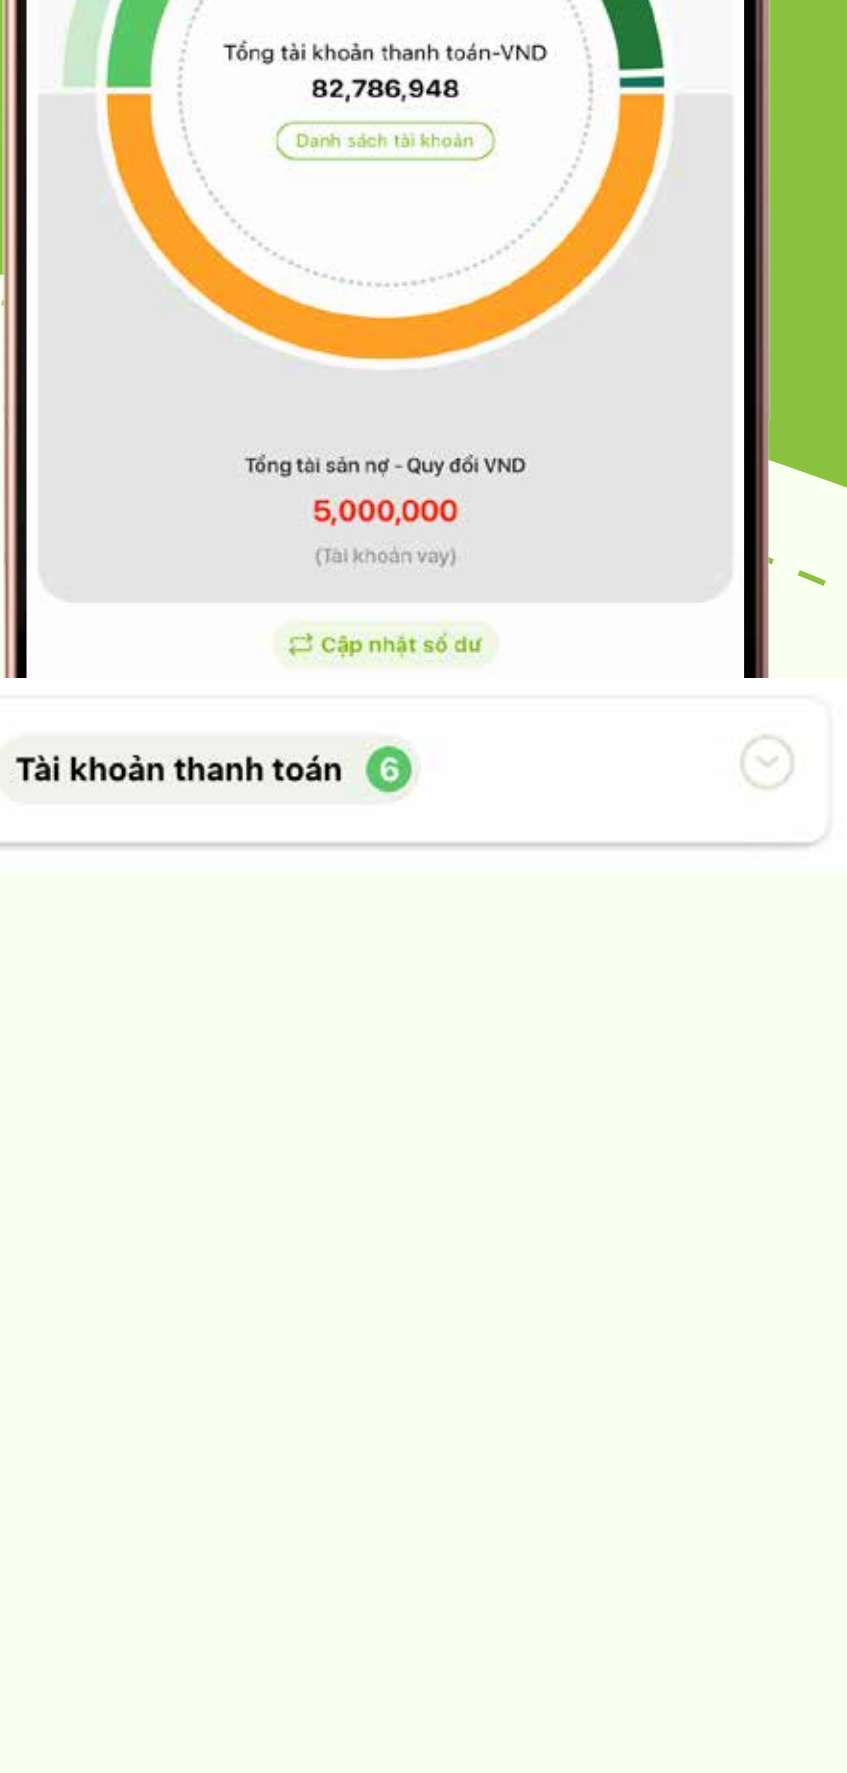 Tổng tài khoản thanh toán-VND
82,786,948
Danh sách tài khoản
Tổng tài sản nợ - Quy đổi VND
5,000,000
(Tài khoản vay)
Cập nhật số dư
Tài khoản thanh toán 6